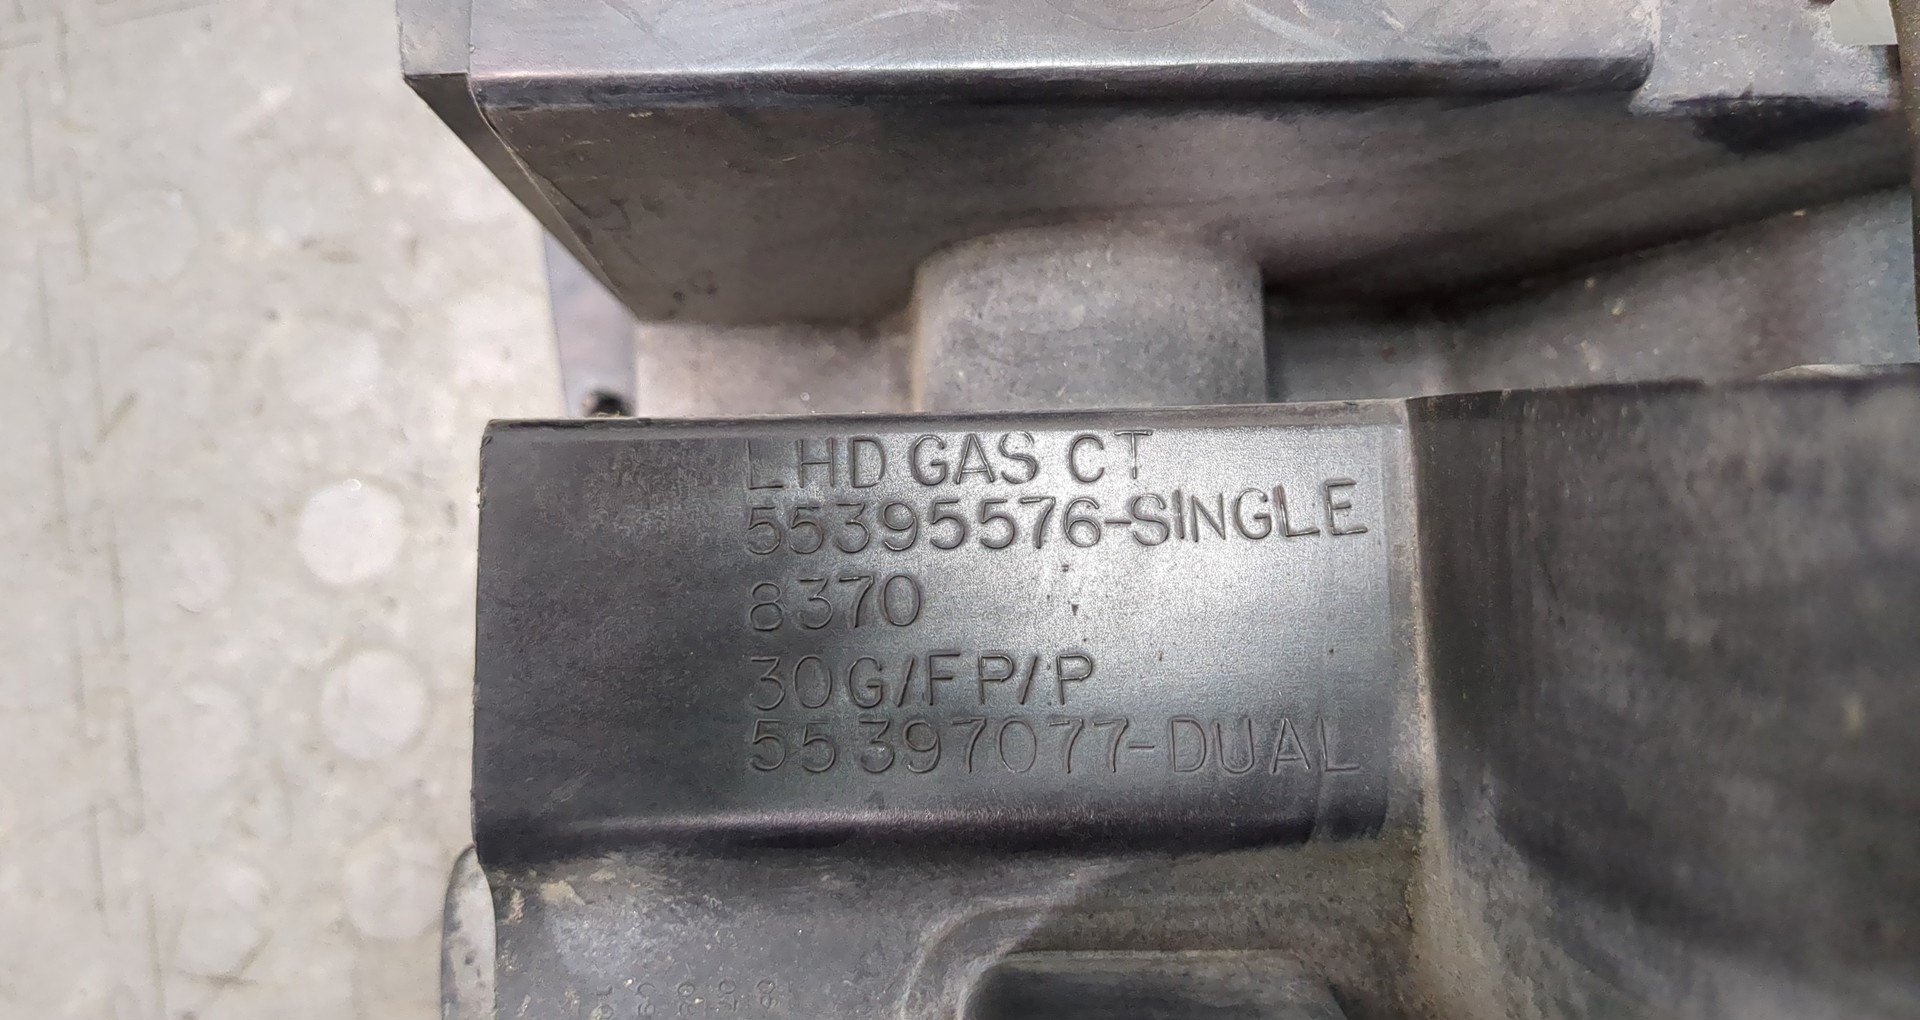 LHD GAS CT
55395576-SINGLE
8370
30G/FP/P
55397077-DUAL